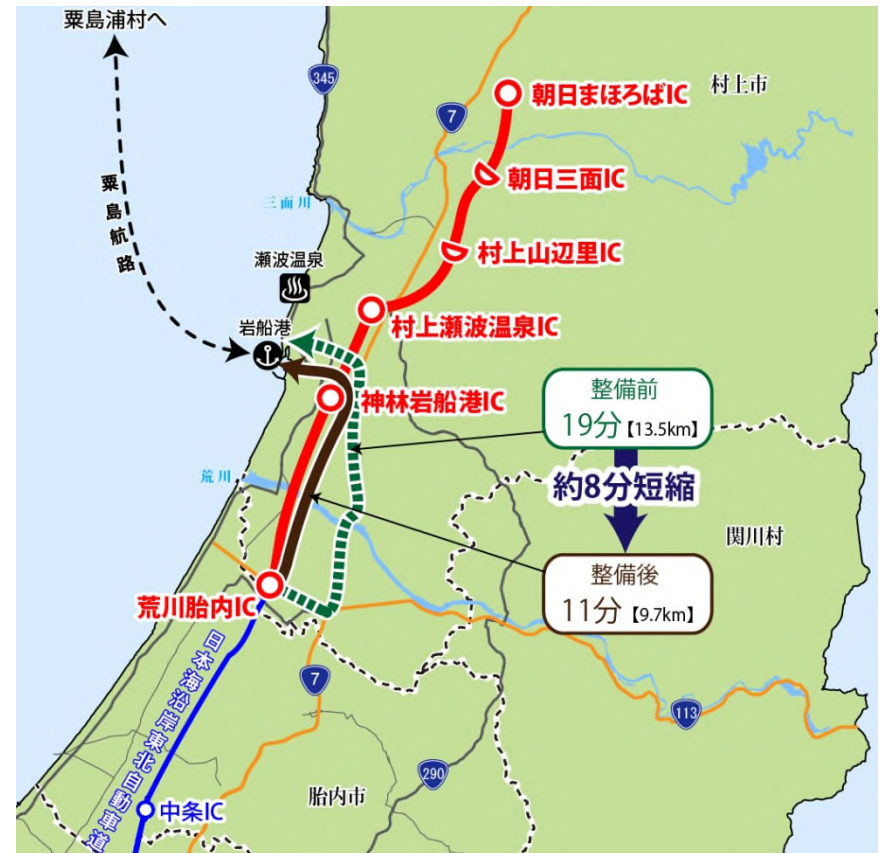 粟島浦村へ
345
朝日まほろばIC
村上市
7
朝日三面IC
粟島航路
三面川
村上山辺里IC
瀬波温泉
村上瀬波温泉IC
岩船港
神林岩船港IC
整備前
19分【13.5km】
約8分短縮
荒川
関川村
整備後
11分【9.7km】
荒川胎内IC
日本海沿岸東北自動車道
7
113
290
胎内市
中条IC